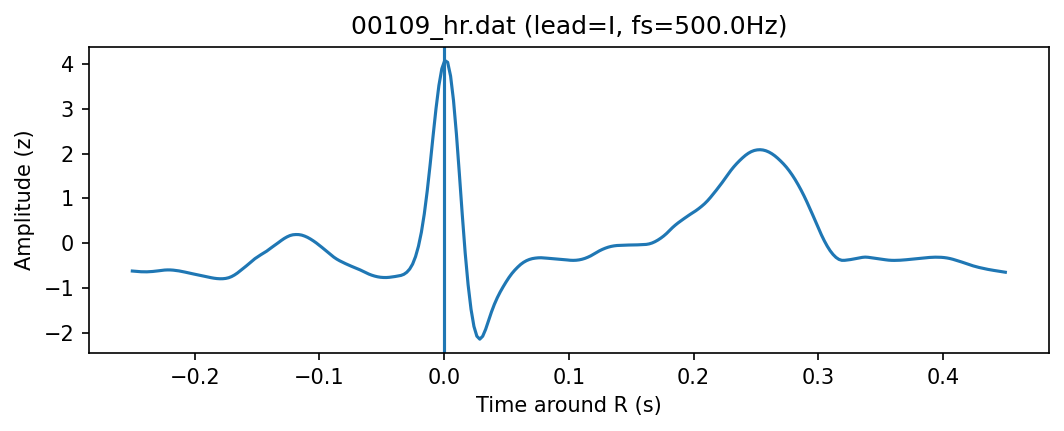 00109_hr.dat (lead=I, fs=500.0Hz)
Amplitude (z)
4
3
2
1
0
−1
−2
−0.2 −0.1 0.0 0.1 0.2 0.3 0.4
Time around R (s)